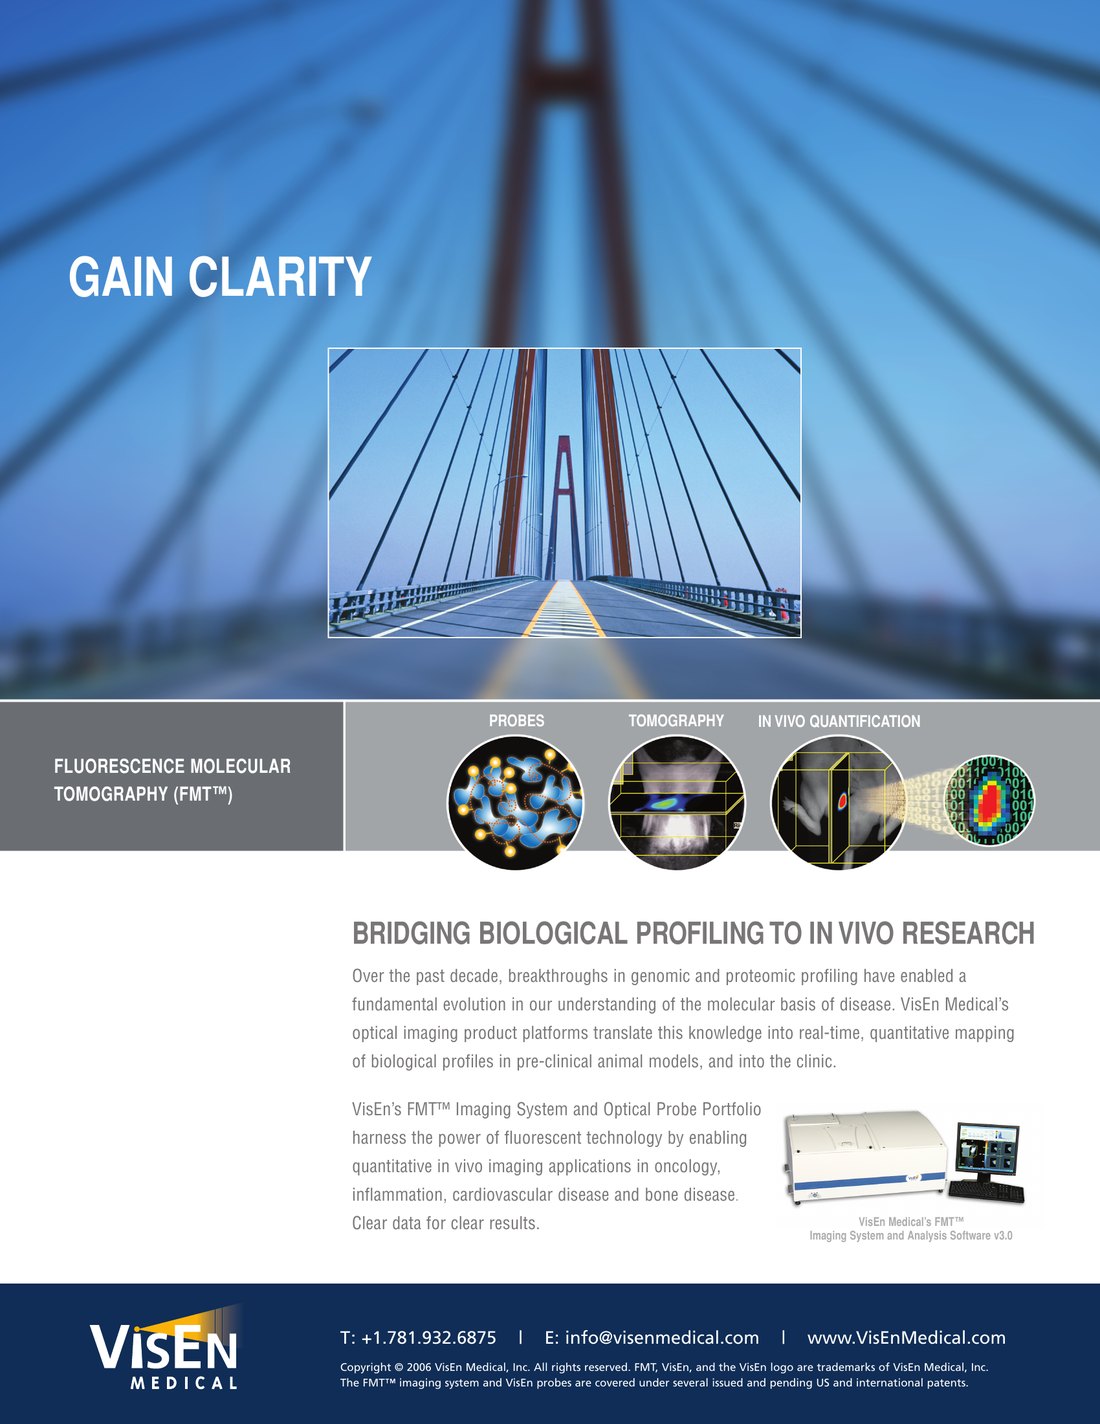 GAIN CLARITY
PROBES
TOMOGRAPHY
IN VIVO QUANTIFICATION
FLUORESCENCE MOLECULAR
TOMOGRAPHY (FMT™)
BRIDGING BIOLOGICAL PROFILING TO IN VIVO RESEARCH
Over the past decade, breakthroughs in genomic and proteomic profiling have enabled a
fundamental evolution in our understanding of the molecular basis of disease. VisEn Medical's
optical imaging product platforms translate this knowledge into real-time, quantitative mapping
of biological profiles in pre-clinical animal models, and into the clinic.
VisEn's FMT™ Imaging System and Optical Probe Portfolio
harness the power of fluorescent technology by enabling
quantitative in vivo imaging applications in oncology,
inflammation, cardiovascular disease and bone disease.
Clear data for clear results.
VisEn Medical's FMT™
Imaging System and Analysis Software v3.0
VISEN
MEDICAL
T: +1.781.932.6875 | E: info@visenmedical.com | www.VisEnMedical.com
Copyright © 2006 VisEn Medical, Inc. All rights reserved. FMT, VisEn, and the VisEn logo are trademarks of VisEn Medical, Inc.
The FMT™ imaging system and VisEn probes are covered under several issued and pending US and international patents.